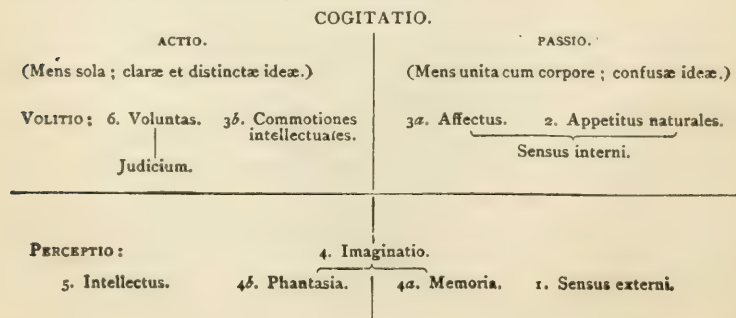 COGITATIO.
ACTIO.
PASSIO.
(Mens sola ; claræ et distinctæ ideæ.)
(Mens unita cum corpore ; confusæ ideæ.)
VOLITIO: 6. Voluntas. 3b. Commotiones
intellectuales.
Judicium.
3a. Affectus. 2. Appetitus naturales.
Sensus interni.
PERCEPTIO:
4. Imaginatio.
5. Intellectus. 4b. Phantasia. 4a. Memoria. 1. Sensus externi.